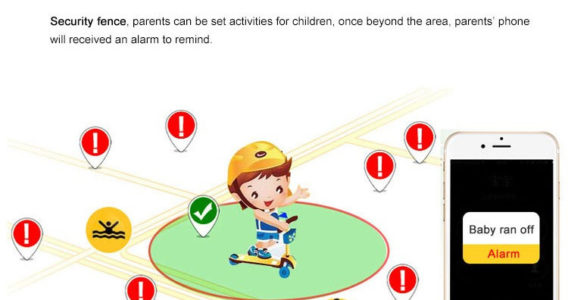 Security fence, parents can be set activities for children, once beyond the area, parents' phone
will received an alarm to remind.
Baby ran off
Alarm